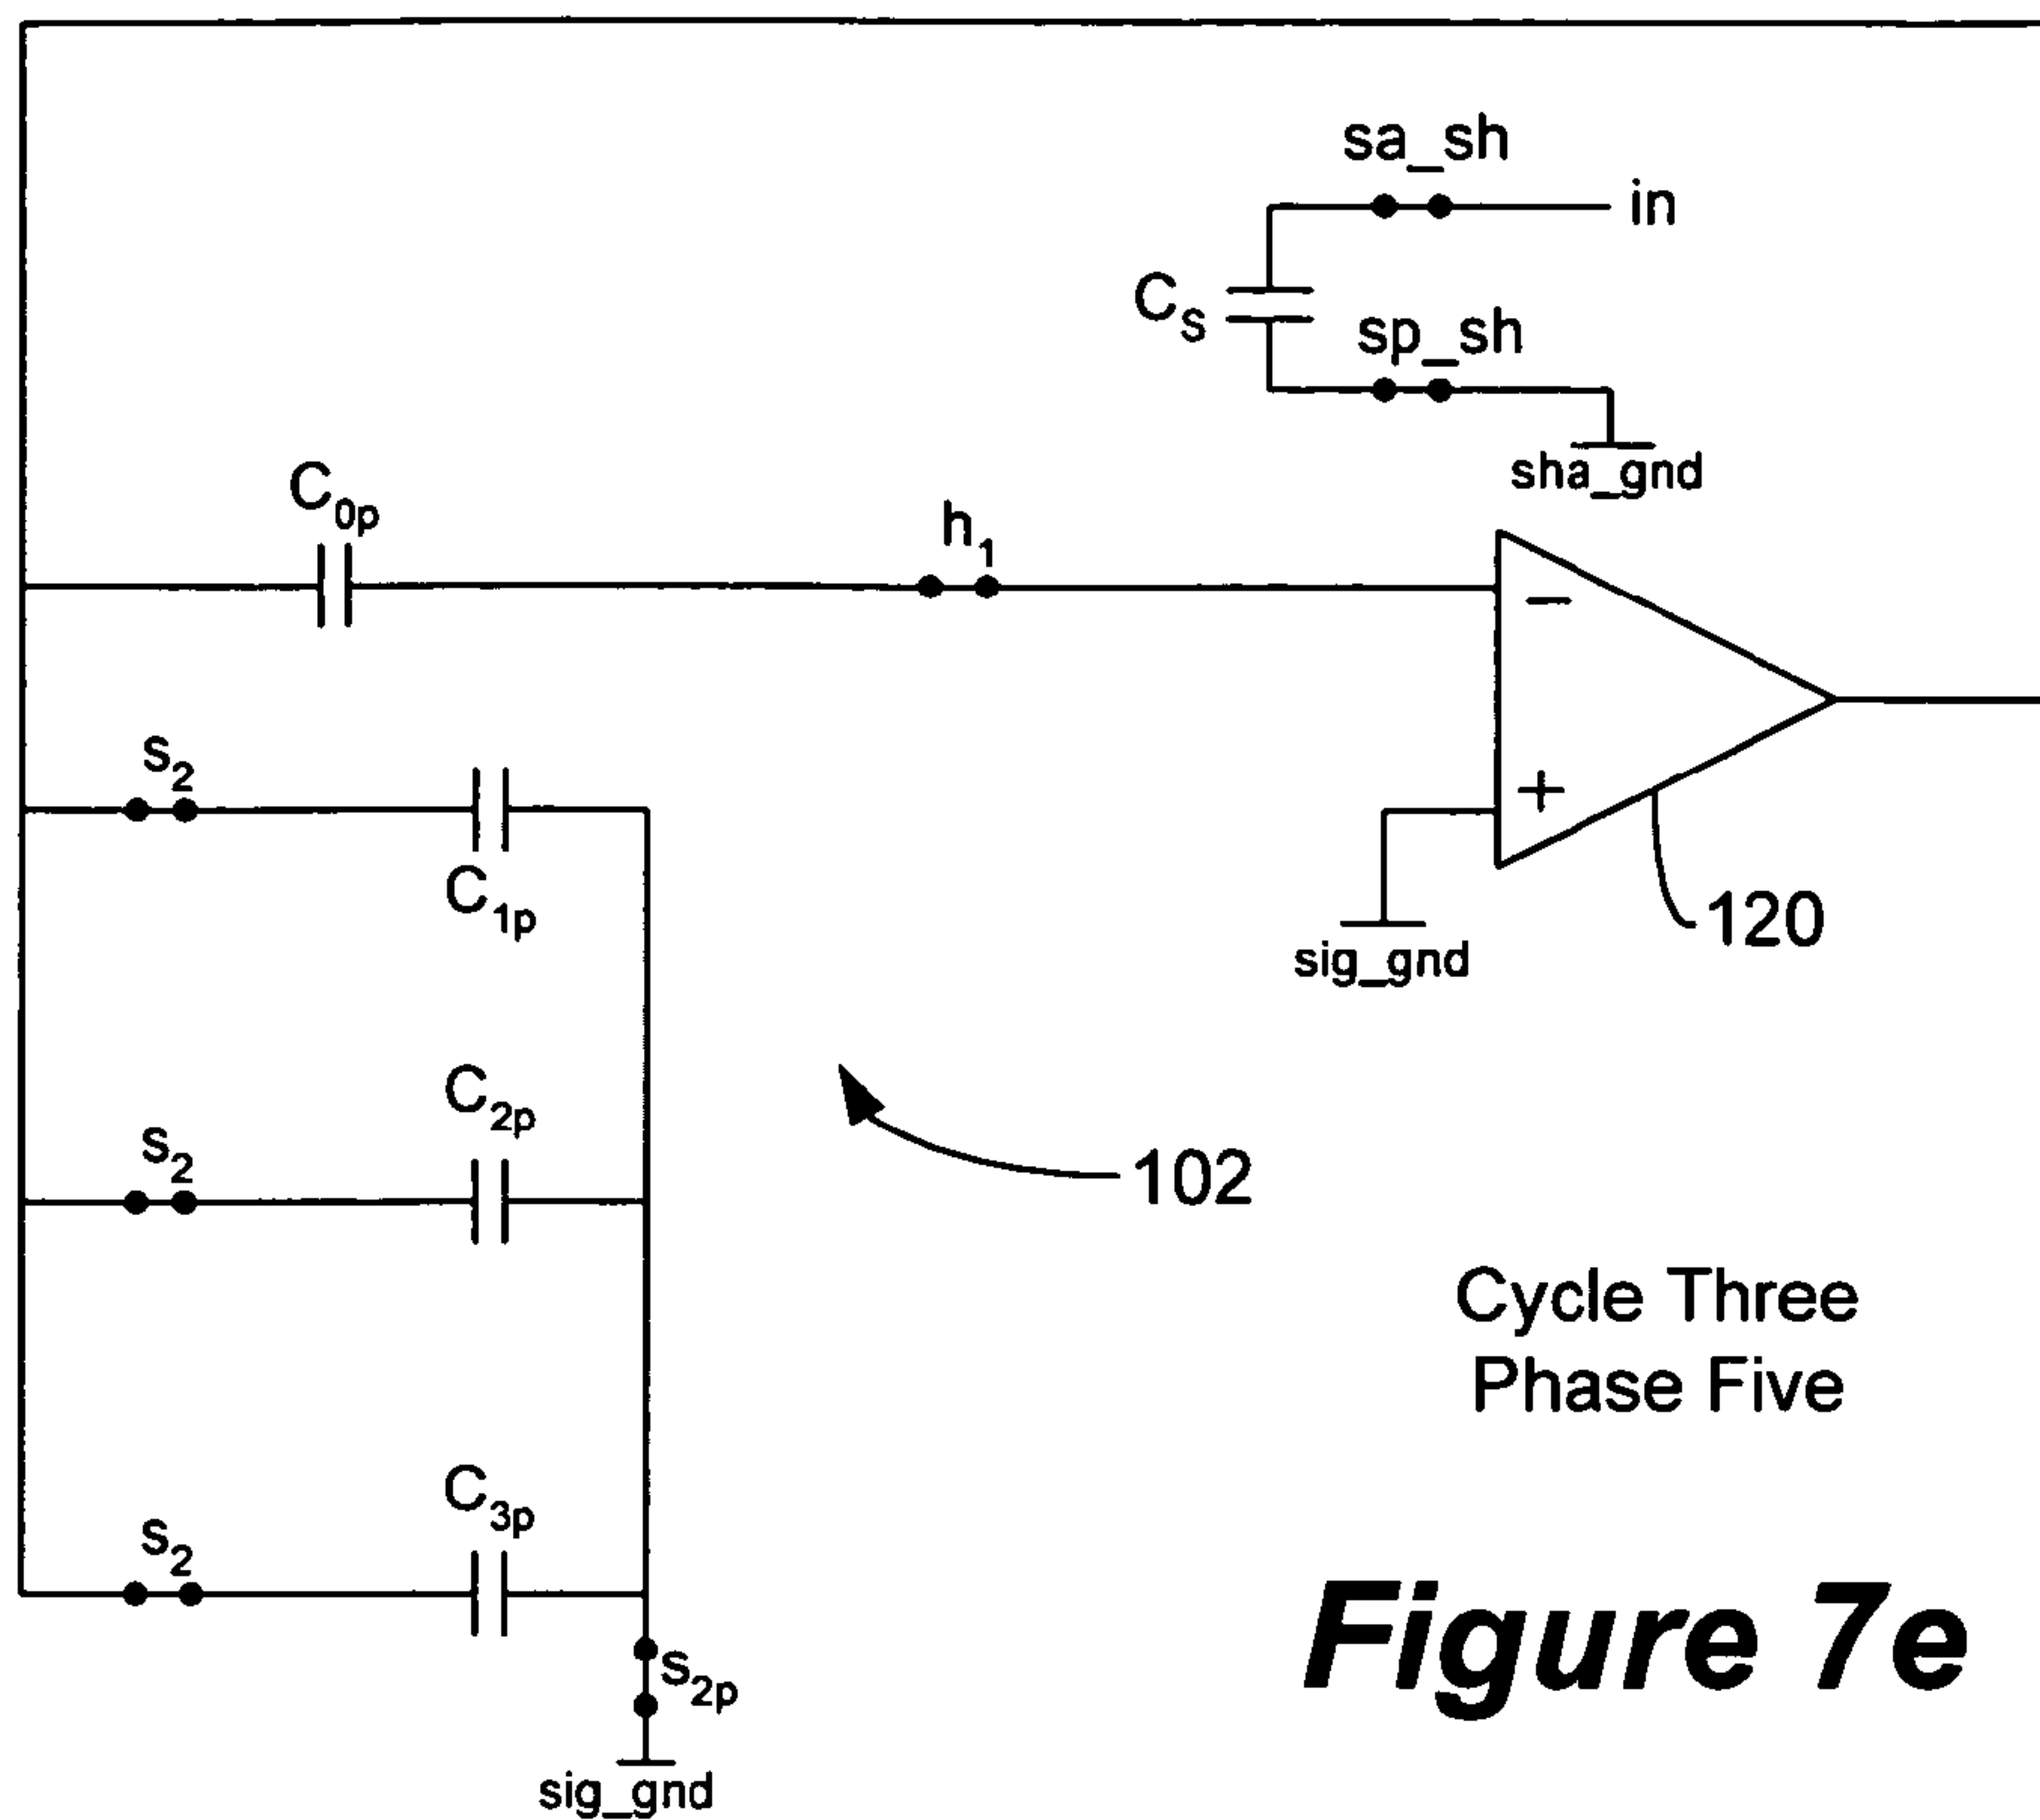 sa_sh
in
C_S
sp_sh
sha_gnd
C_0p
h_1
−
s_2
+
C_1p
120
sig_gnd
C_2p
s_2
102
Cycle Three
Phase Five
C_3p
s_2
s_2p
sig_gnd
Figure 7e